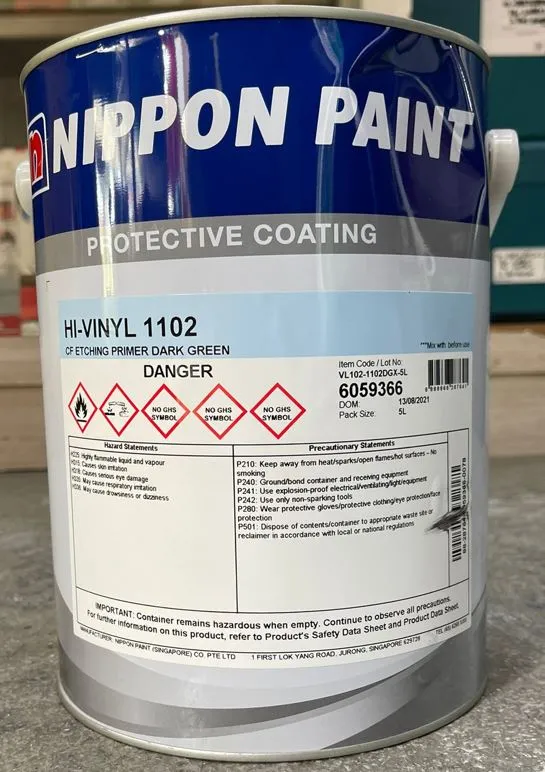 NIPPON PAINT
PROTECTIVE COATING
HI-VINYL 1102
CF ETCHING PRIMER DARK GREEN
***Mix with before use
DANGER
Item Code / Lot No:
VL102-1102DGX-5L
6059366
DOM: 13/08/2021
Pack Size: 5L
NO GHS SYMBOL
NO GHS SYMBOL
NO GHS SYMBOL
Hazard Statements
H225: Highly flammable liquid and vapour
H315: Causes skin irritation
H318: Causes serious eye damage
H335: May cause respiratory irritation
H336: May cause drowsiness or dizziness
Precautionary Statements
P210: Keep away from heat/sparks/open flames/hot surfaces – No
smoking
P240: Ground/bond container and receiving equipment
P241: Use explosion-proof electrical/ventilating/light/equipment
P242: Use only non-sparking tools
P280: Wear protective gloves/protective clothing/eye protection/face
protection
P501: Dispose of contents/container to appropriate waste site or
reclaimer in accordance with local or national regulations
IMPORTANT: Container remains hazardous when empty. Continue to observe all precautions.
For further information on this product, refer to Product's Safety Data Sheet and Product Data Sheet.
MANUFACTURER: NIPPON PAINT (SINGAPORE) CO. PTE LTD 1 FIRST LOK YANG ROAD, JURONG, SINGAPORE 629728